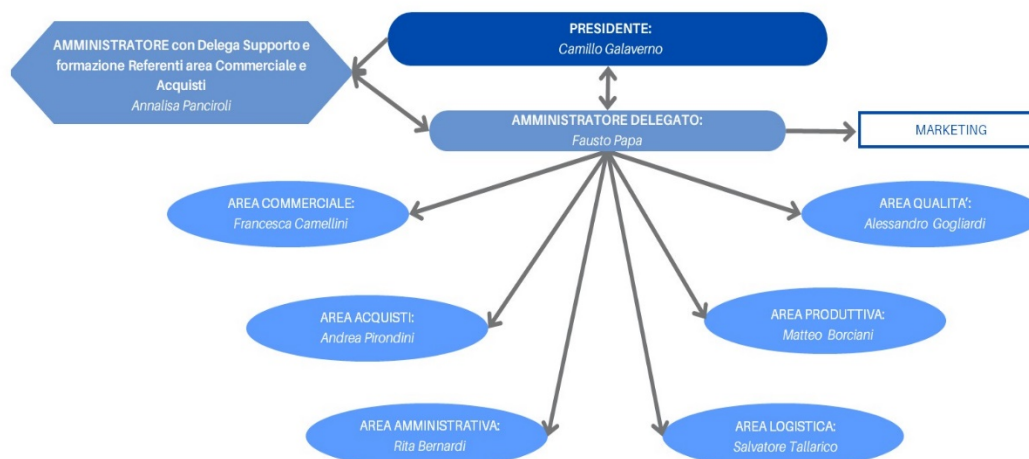 AMMINISTRATORE con Delega Supporto e
formazione Referenti area Commerciale e
Acquisti
Annalisa Panciroli
PRESIDENTE:
Camillo Galaverno
AMMINISTRATORE DELEGATO:
Fausto Papa
MARKETING
AREA COMMERCIALE:
Francesca Camellini
AREA QUALITA’:
Alessandro Gogliardi
AREA ACQUISTI:
Andrea Pirondini
AREA PRODUTTIVA:
Matteo Borciani
AREA AMMINISTRATIVA:
Rita Bernardi
AREA LOGISTICA:
Salvatore Tallarico